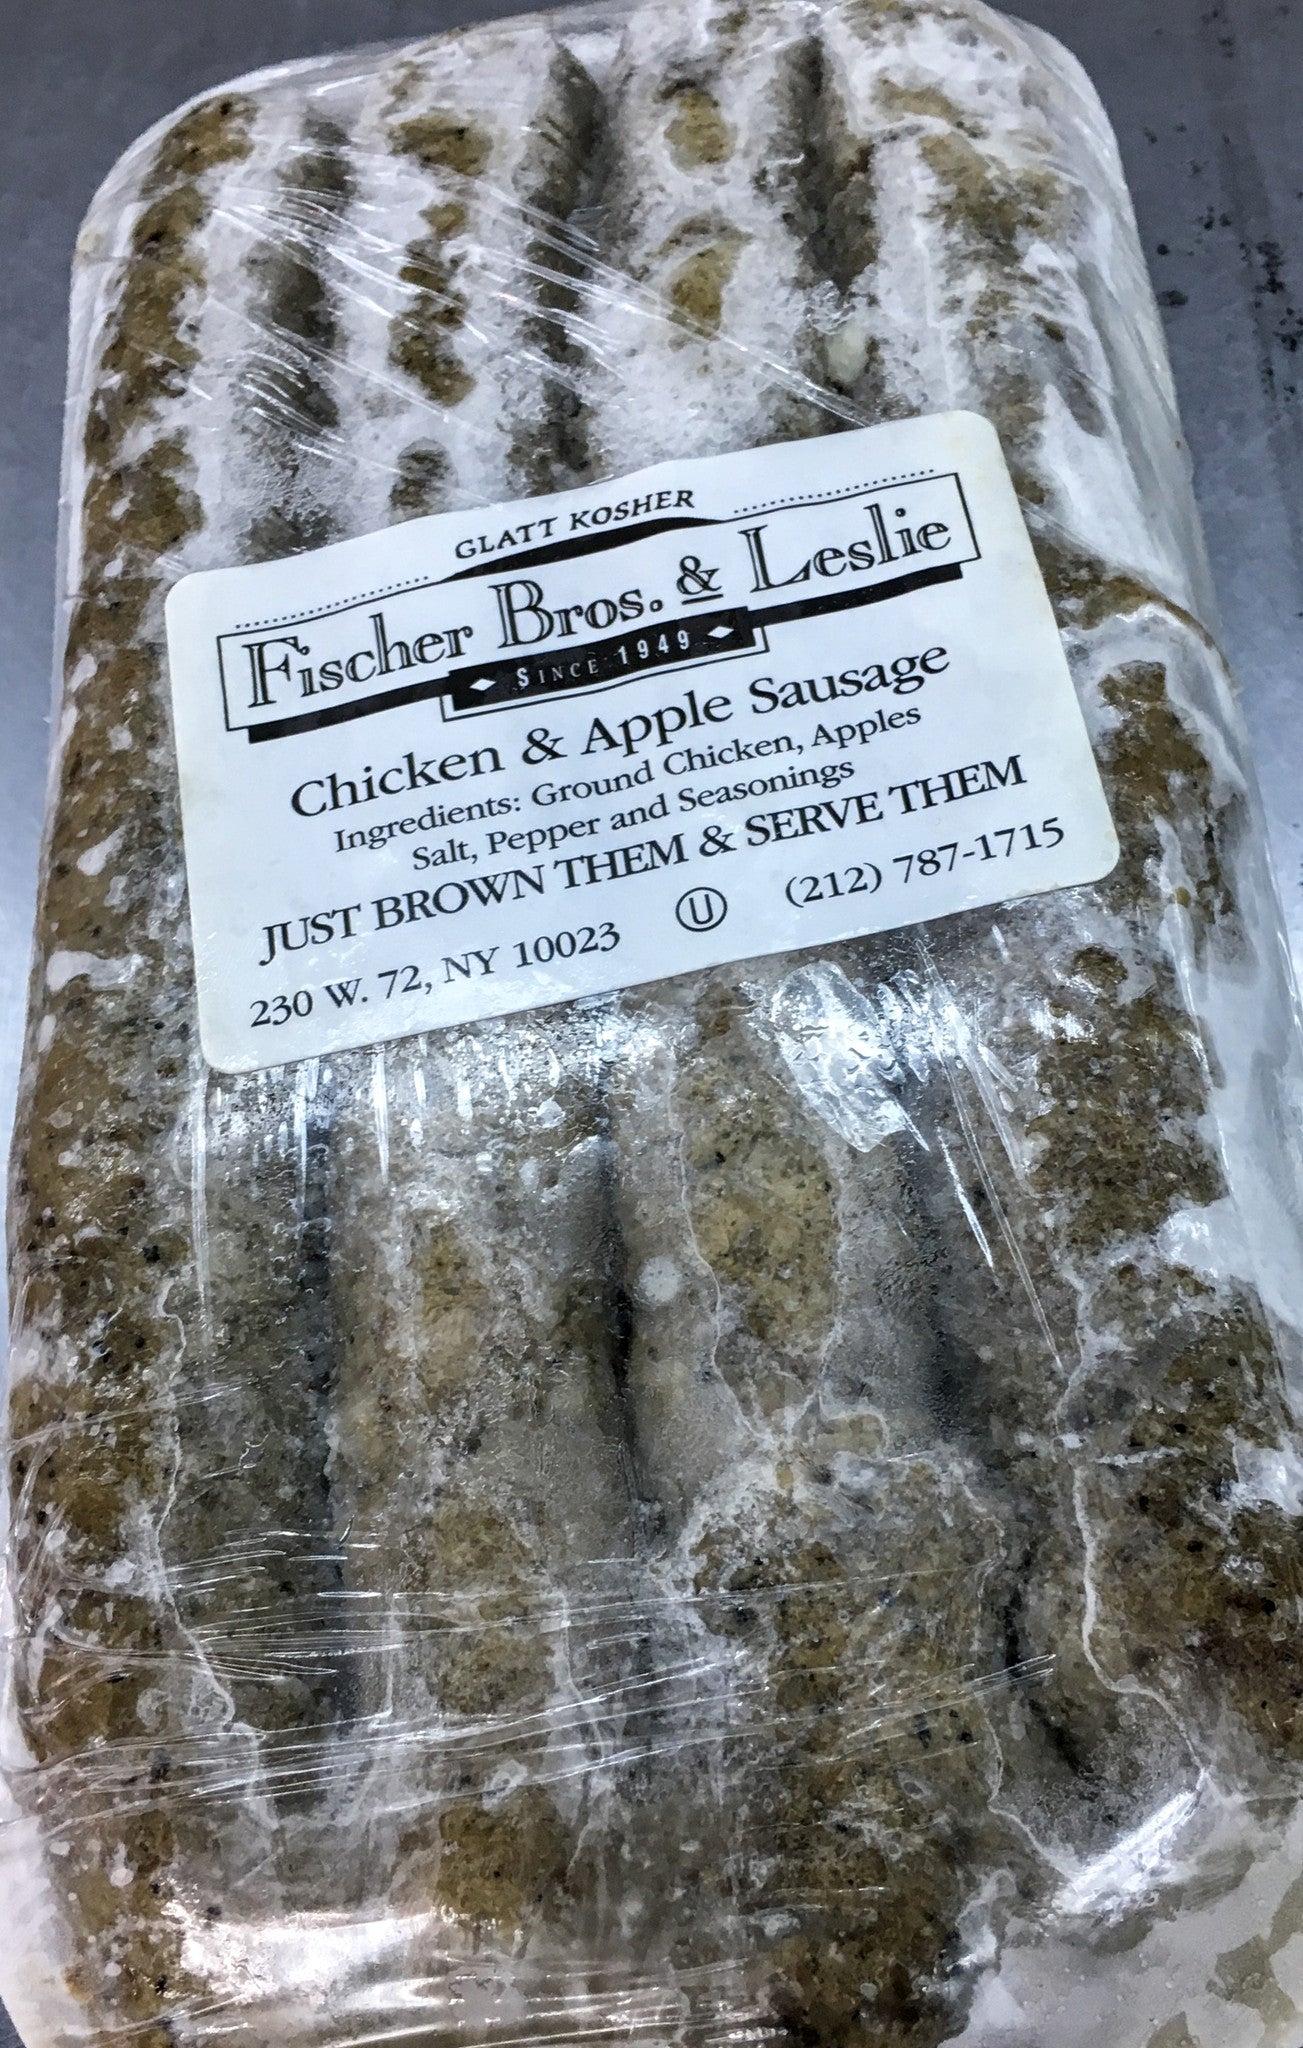 GLATT KOSHER
Fischer Bros. & Leslie
SINCE 1949
Chicken & Apple Sausage
Ingredients: Ground Chicken, Apples
Salt, Pepper and Seasonings
JUST BROWN THEM & SERVE THEM
230 W. 72, NY 10023 U (212) 787-1715